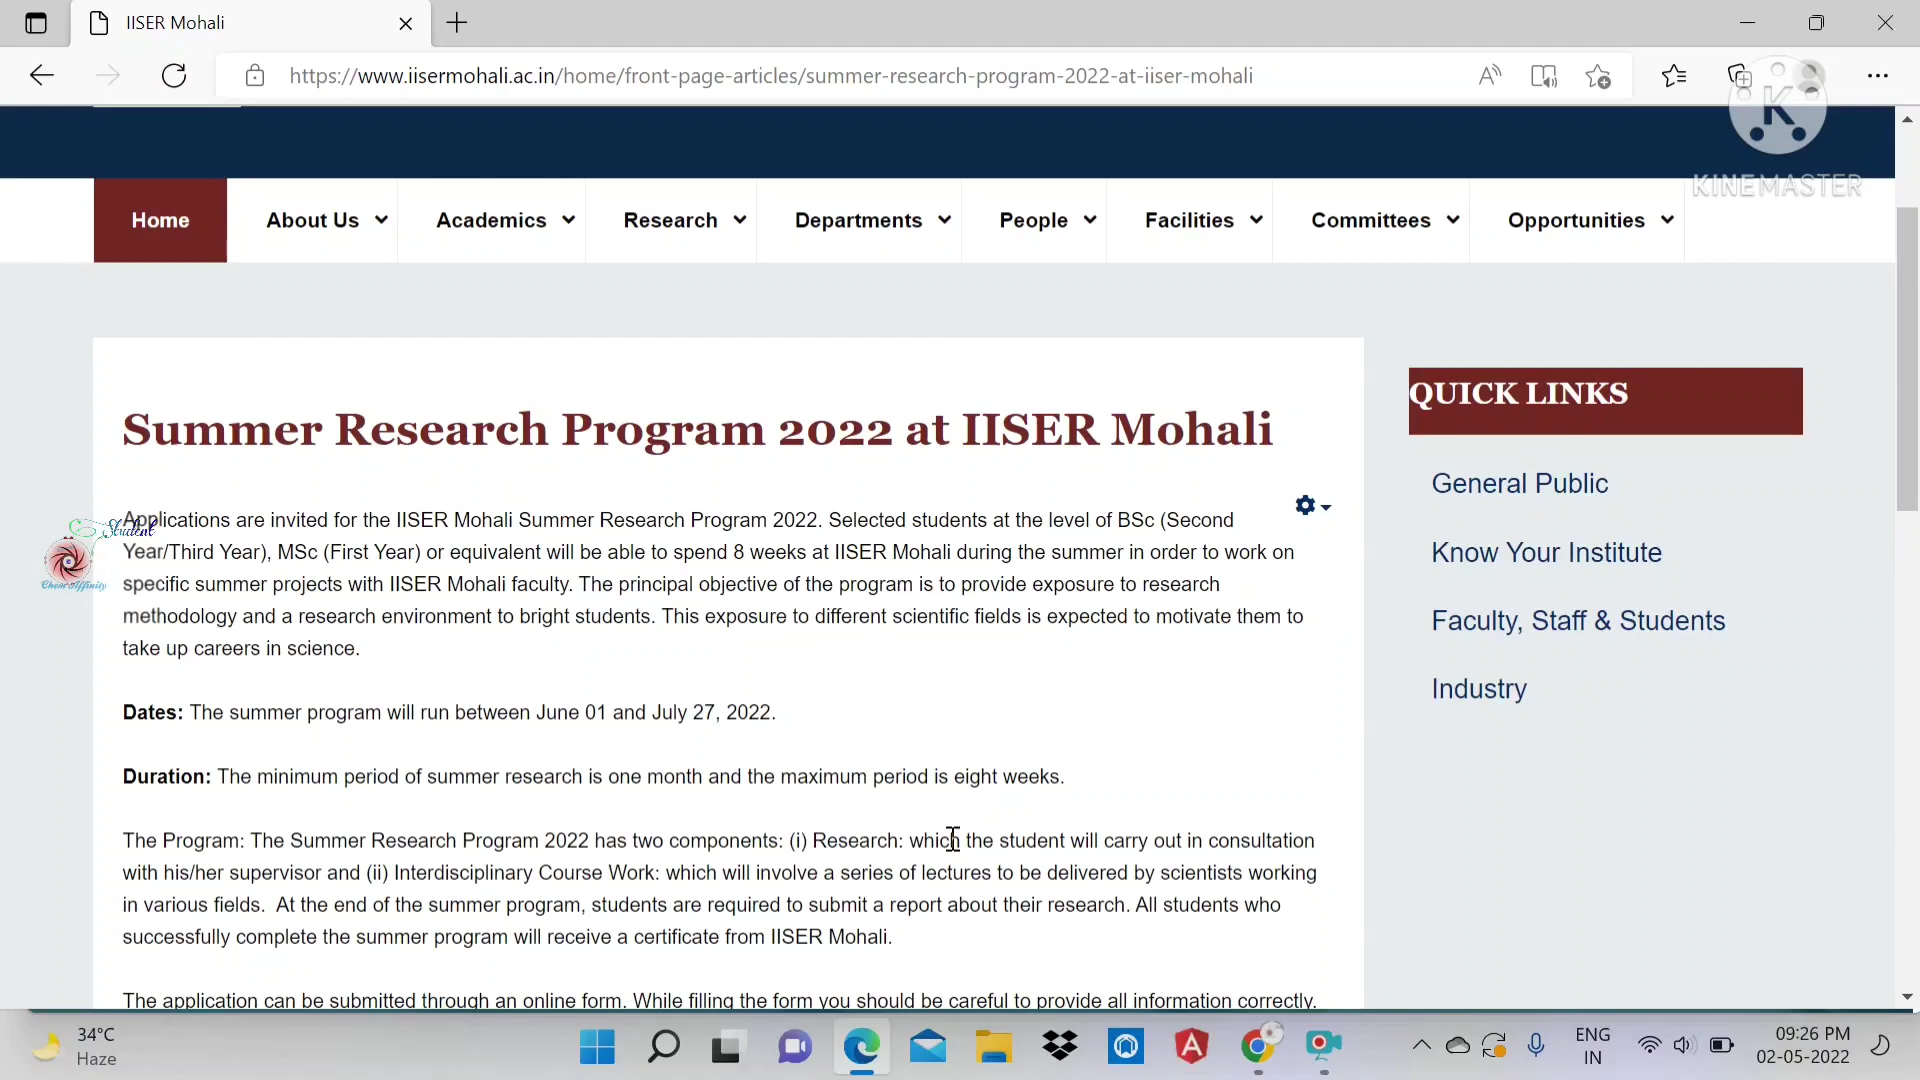 IISER Mohali
https://www.iisermohali.ac.in/home/front-page-articles/summer-research-program-2022-at-iiser-mohali
K
KINEMASTER
Home About Us Academics Research Departments People Facilities Committees Opportunities
Summer Research Program 2022 at IISER Mohali
Applications are invited for the IISER Mohali Summer Research Program 2022. Selected students at the level of BSc (Second
Year/Third Year), MSc (First Year) or equivalent will be able to spend 8 weeks at IISER Mohali during the summer in order to work on
specific summer projects with IISER Mohali faculty. The principal objective of the program is to provide exposure to research
methodology and a research environment to bright students. This exposure to different scientific fields is expected to motivate them to
take up careers in science.
Student
Chear Affinity
Dates: The summer program will run between June 01 and July 27, 2022.
Duration: The minimum period of summer research is one month and the maximum period is eight weeks.
The Program: The Summer Research Program 2022 has two components: (i) Research: which the student will carry out in consultation
with his/her supervisor and (ii) Interdisciplinary Course Work: which will involve a series of lectures to be delivered by scientists working
in various fields.  At the end of the summer program, students are required to submit a report about their research. All students who
successfully complete the summer program will receive a certificate from IISER Mohali.
The application can be submitted through an online form. While filling the form you should be careful to provide all information correctly.
QUICK LINKS
General Public
Know Your Institute
Faculty, Staff & Students
Industry
34°C
Haze
ENG
IN
09:26 PM
02-05-2022